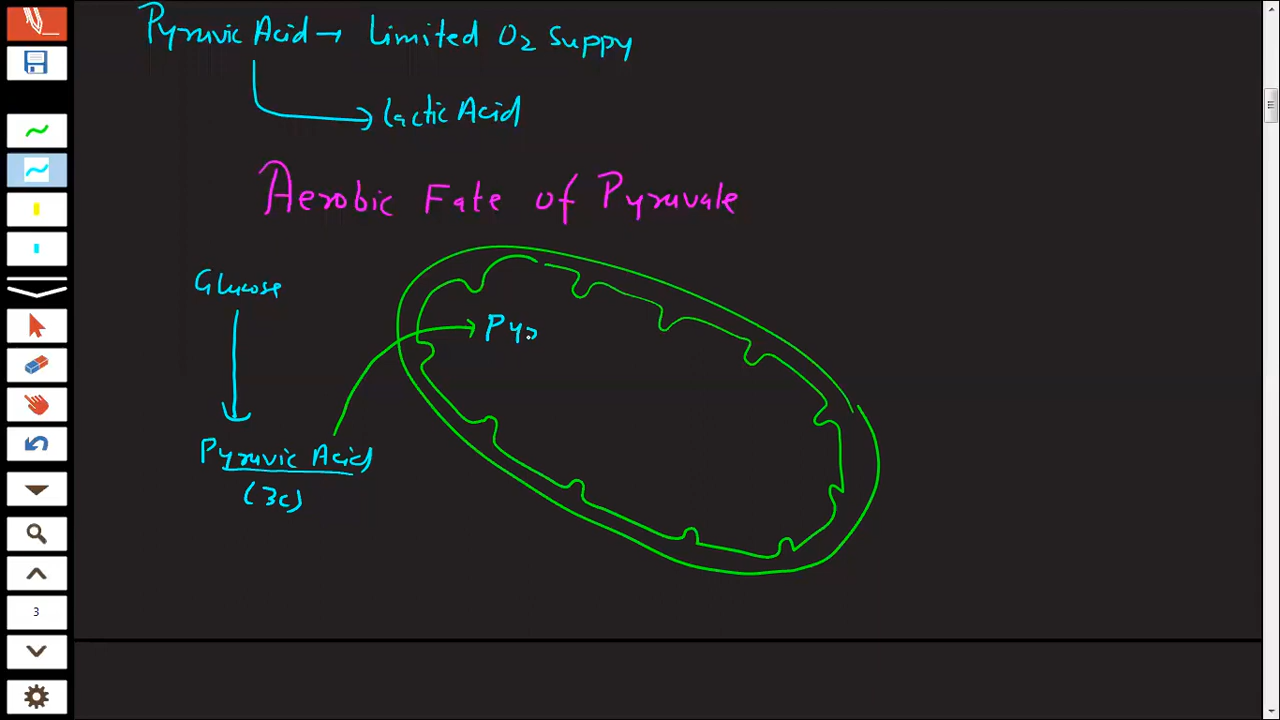 Pyruvic Acid → Limited O2 Suppy
Lactic Acid
Aerobic Fate of Pyruvate
Glucose
Pyr
Pyruvic Acid
(3c)
3